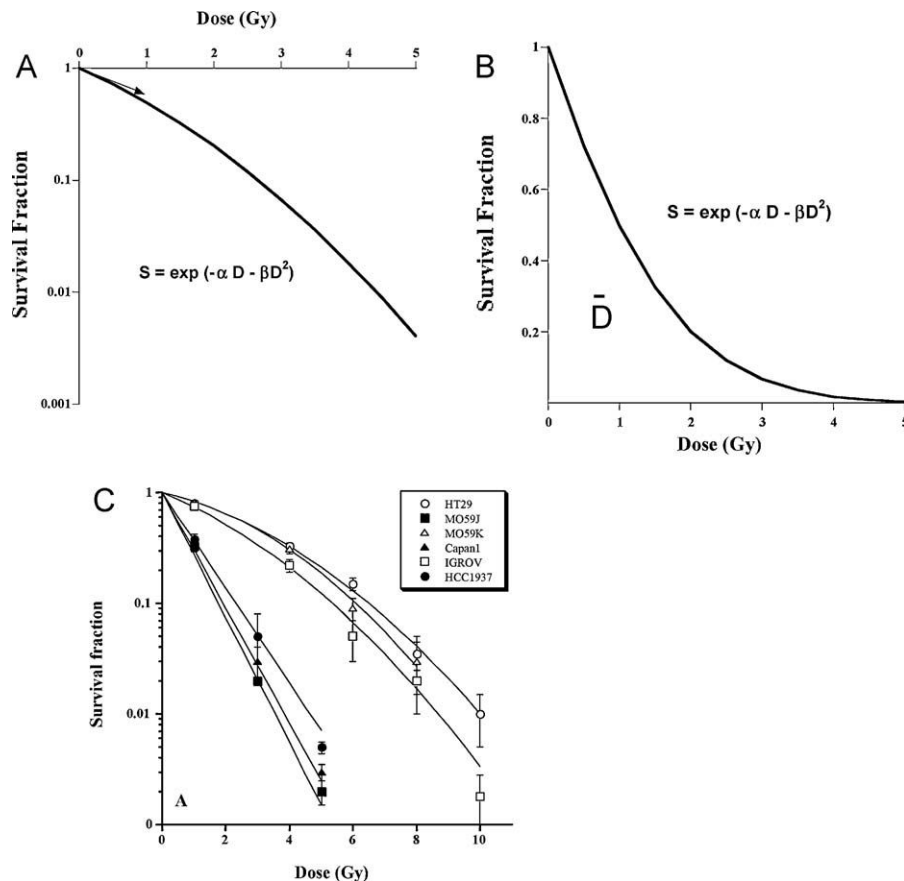 Dose (Gy)
0 1 2 3 4 5
A
1
0.1
0.01
0.001
Survival Fraction
S = exp (-α D - βD²)
B
1
0.8
0.6
0.4
0.2
Survival Fraction
S = exp (-α D - βD²)
D̄
0 1 2 3 4 5
Dose (Gy)
C
1
0.1
0.01
0
Survival fraction
HT29
MO59J
MO59K
Capan1
IGROV
HCC1937
A
0 2 4 6 8 10
Dose (Gy)